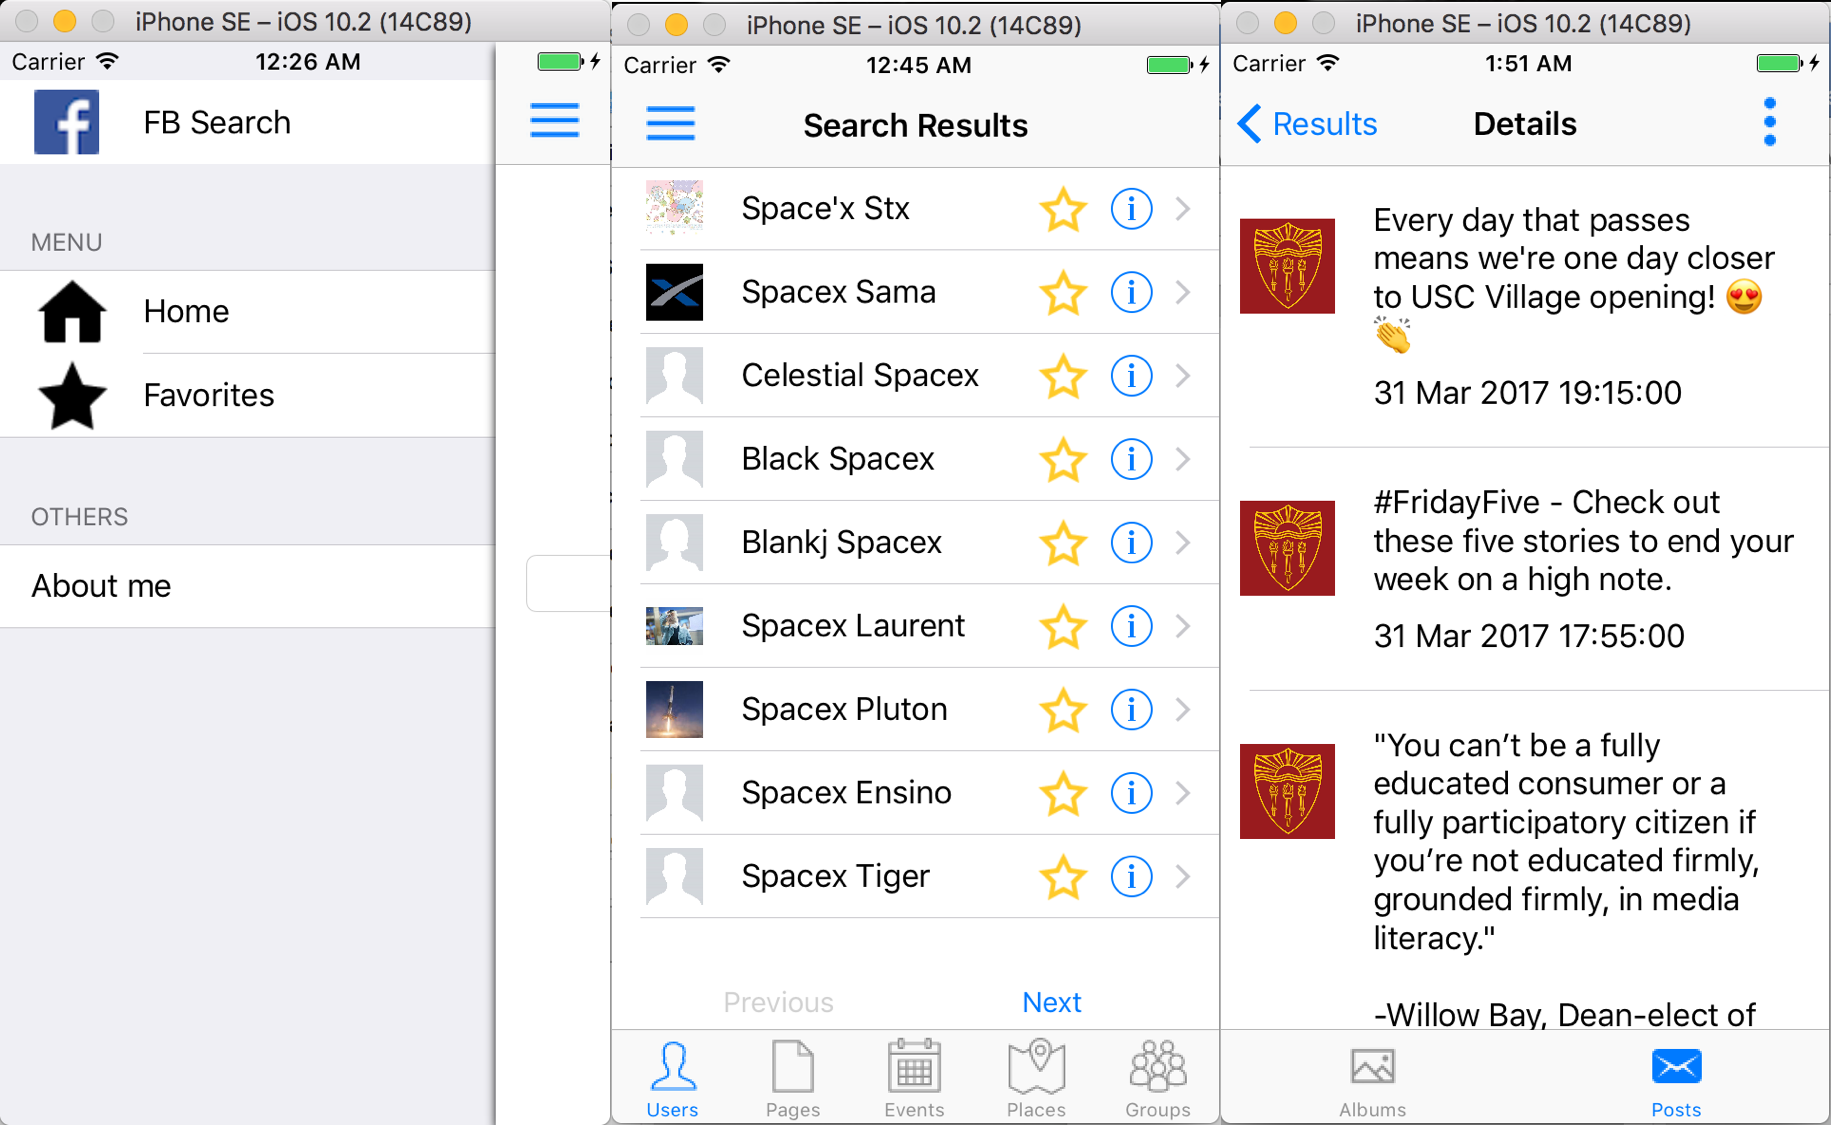 iPhone SE – iOS 10.2 (14C89)
Carrier
12:26 AM
FB Search
MENU
Home
Favorites
OTHERS
About me
iPhone SE – iOS 10.2 (14C89)
Carrier
12:45 AM
Search Results
Space'x Stx
Spacex Sama
Celestial Spacex
Black Spacex
Blankj Spacex
Spacex Laurent
Spacex Pluton
Spacex Ensino
Spacex Tiger
Previous
Next
Users
Pages
Events
Places
Groups
iPhone SE – iOS 10.2 (14C89)
Carrier
1:51 AM
Results
Details
Every day that passes
means we're one day closer
to USC Village opening! 😍
👏
31 Mar 2017 19:15:00
#FridayFive - Check out
these five stories to end your
week on a high note.
31 Mar 2017 17:55:00
"You can’t be a fully
educated consumer or a
fully participatory citizen if
you’re not educated firmly,
grounded firmly, in media
literacy."
-Willow Bay, Dean-elect of
Albums
Posts